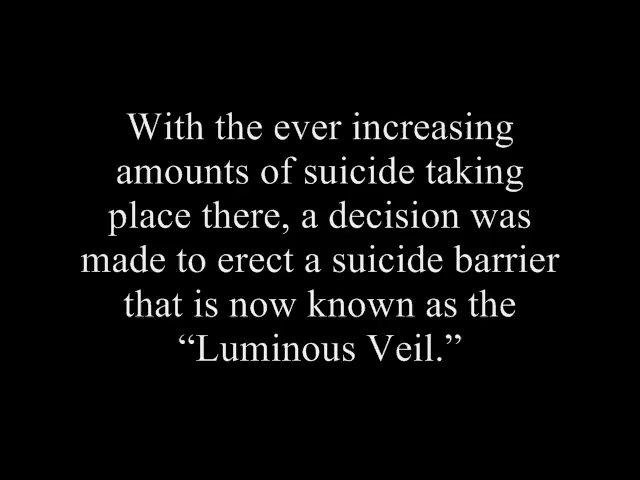 With the ever increasing
amounts of suicide taking
place there, a decision was
made to erect a suicide barrier
that is now known as the
“Luminous Veil.”